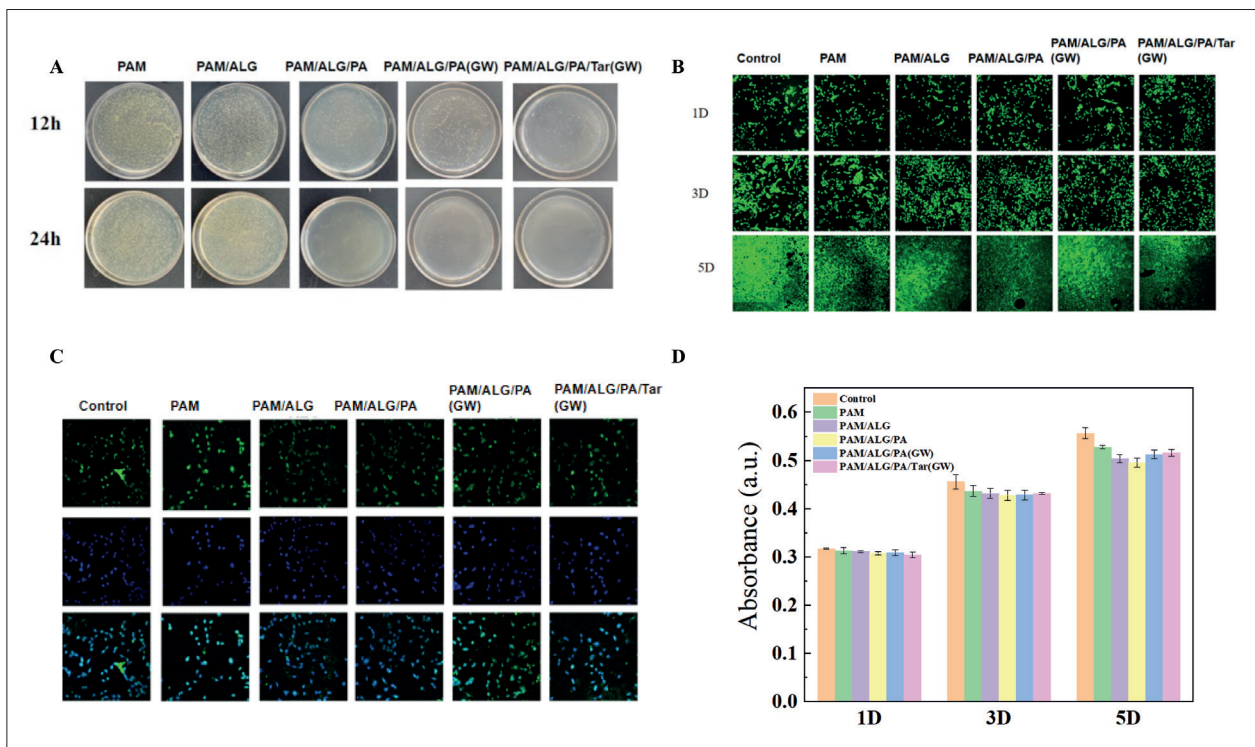 A
PAM PAM/ALG PAM/ALG/PA PAM/ALG/PA(GW) PAM/ALG/PA/Tar(GW)
12h
24h
B
Control PAM PAM/ALG PAM/ALG/PA PAM/ALG/PA PAM/ALG/PA/Tar
(GW) (GW)
1D
3D
5D
C
Control PAM PAM/ALG PAM/ALG/PA PAM/ALG/PA PAM/ALG/PA/Tar
(GW) (GW)
D
Absorbance (a.u.)
0.6
0.5
0.4
0.3
0.2
0.1
0.0
Control
PAM
PAM/ALG
PAM/ALG/PA
PAM/ALG/PA(GW)
PAM/ALG/PA/Tar(GW)
1D 3D 5D